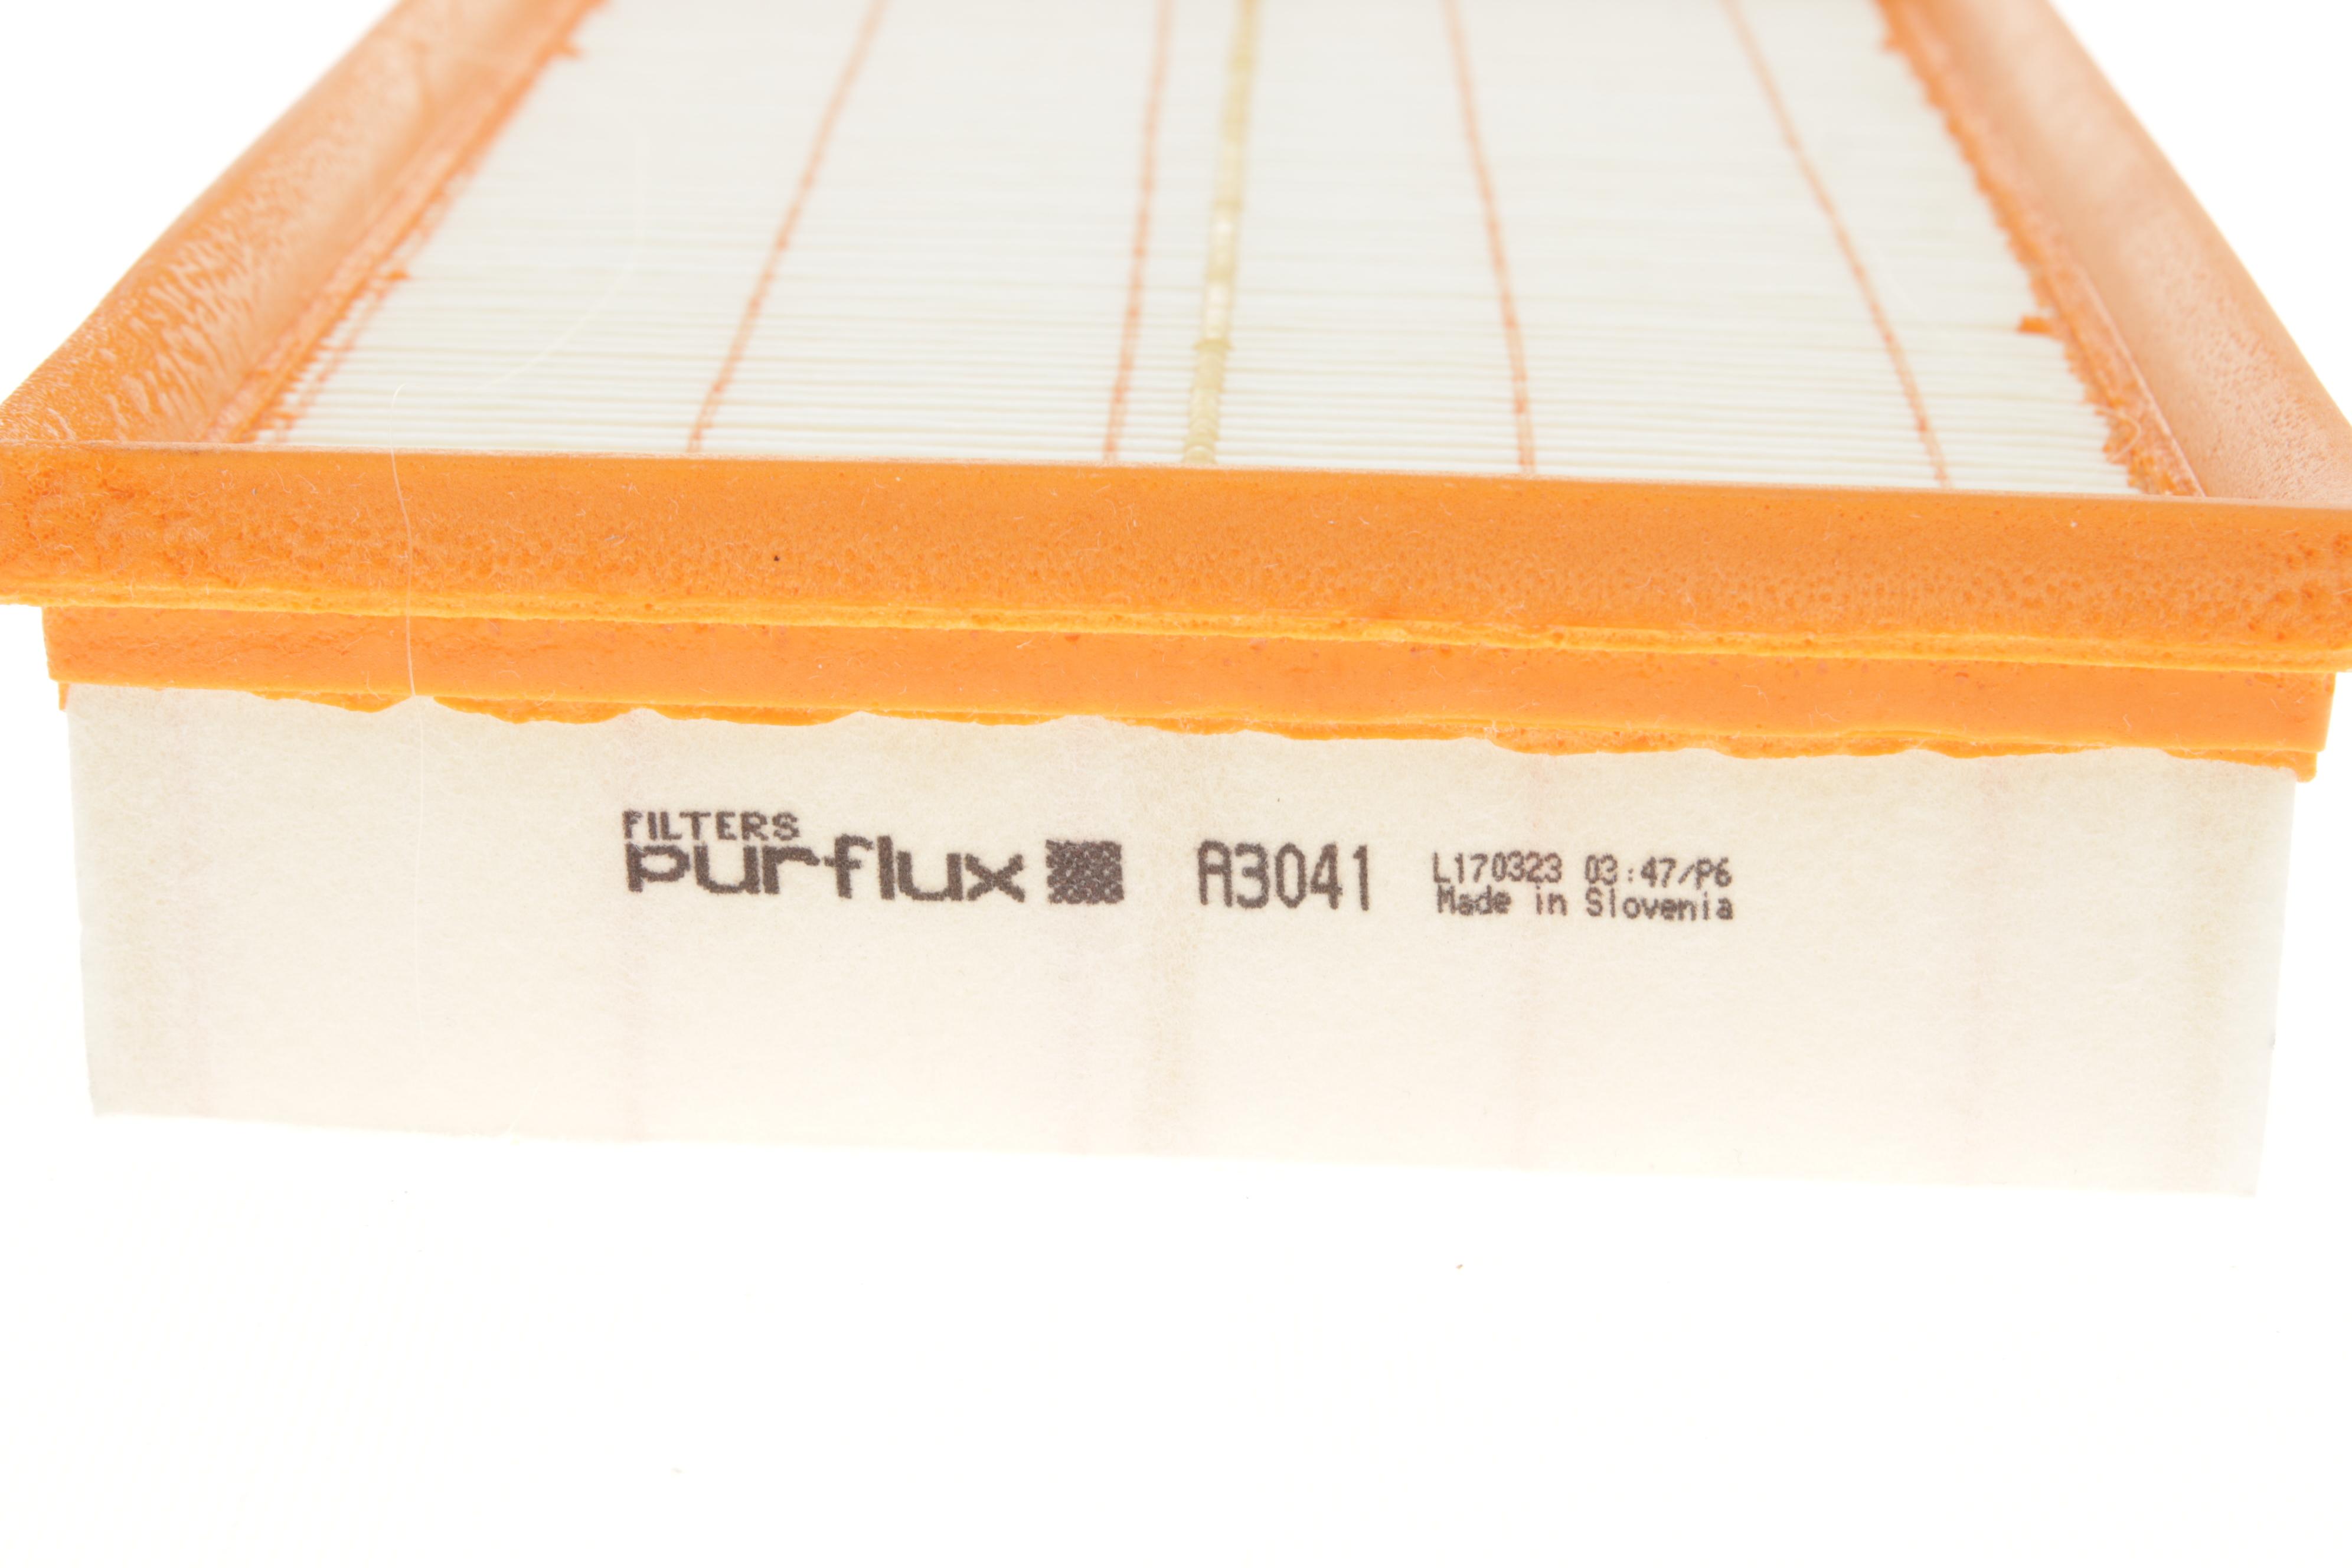 FILTERS
purflux A3041
L170323 03:47/P6
Made in Slovenia